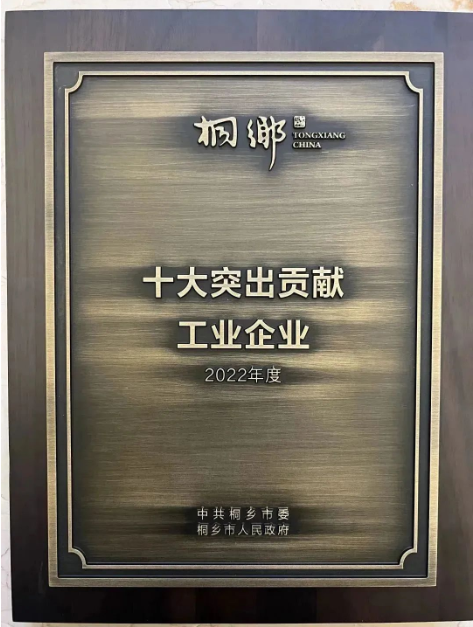 桐鄉
TONGXIANG
CHINA
十大突出贡献
工业企业
2022年度
中共桐乡市委
桐乡市人民政府